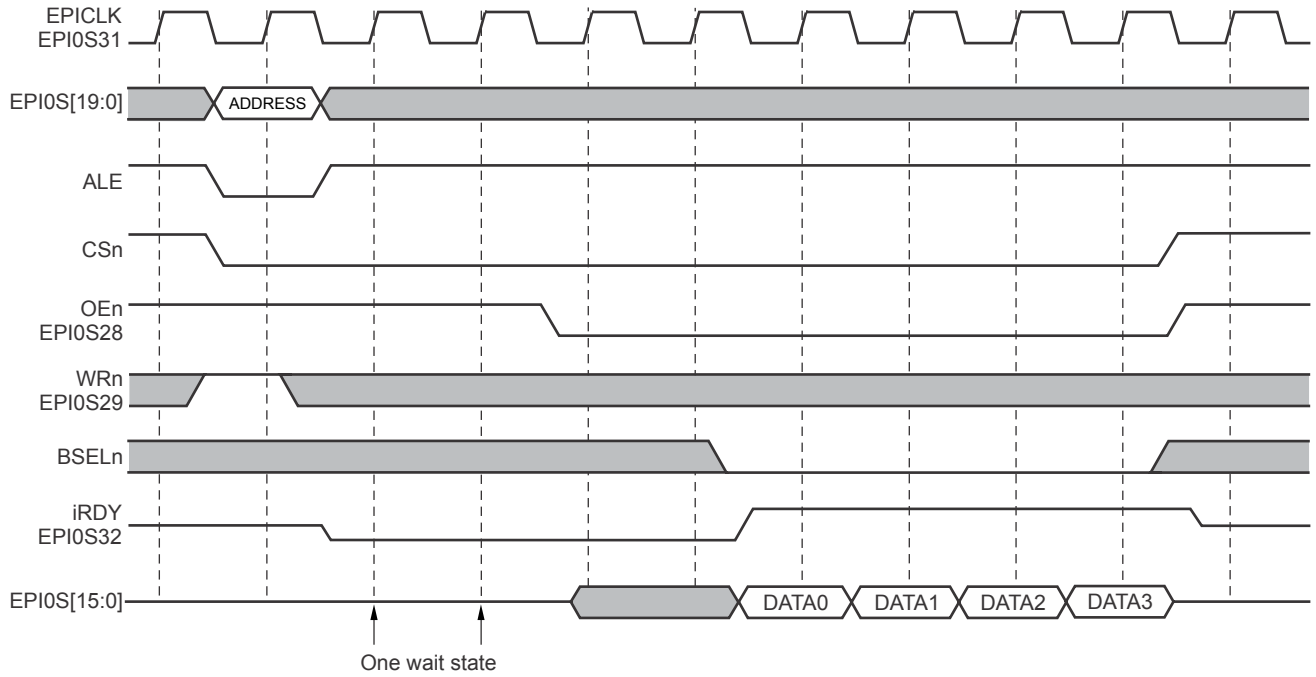 EPICLK
EPI0S31
EPI0S[19:0]
ADDRESS
ALE
CSn
OEn
EPI0S28
WRn
EPI0S29
BSELn
iRDY
EPI0S32
EPI0S[15:0]
DATA0 DATA1 DATA2 DATA3
One wait state